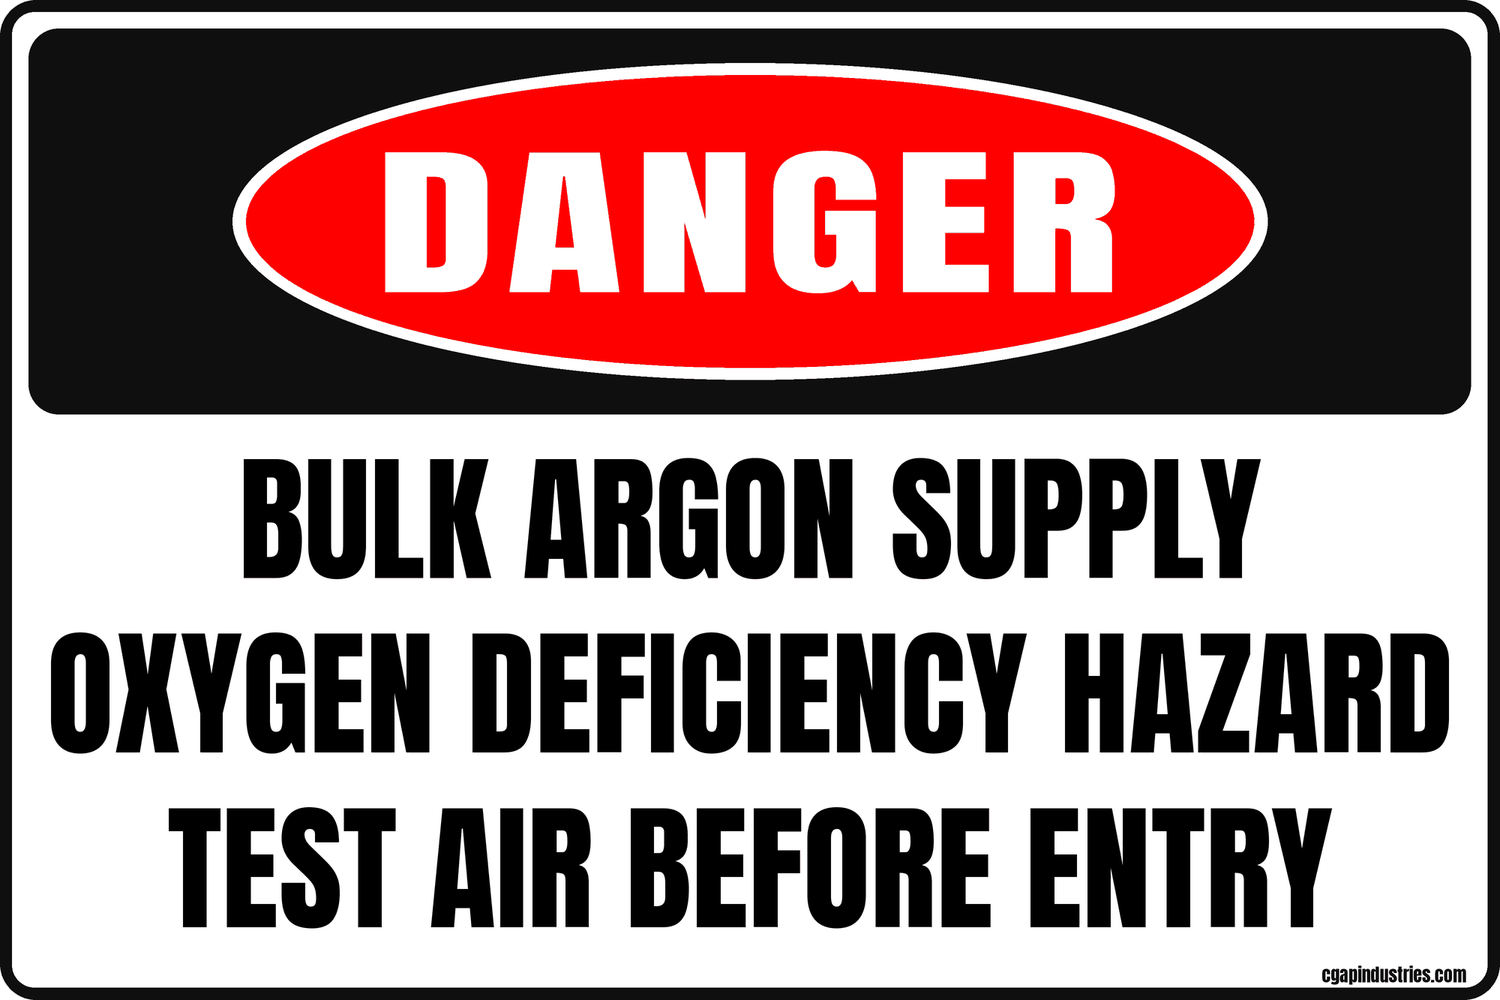 DANGER
BULK ARGON SUPPLY
OXYGEN DEFICIENCY HAZARD
TEST AIR BEFORE ENTRY
cgapindustries.com